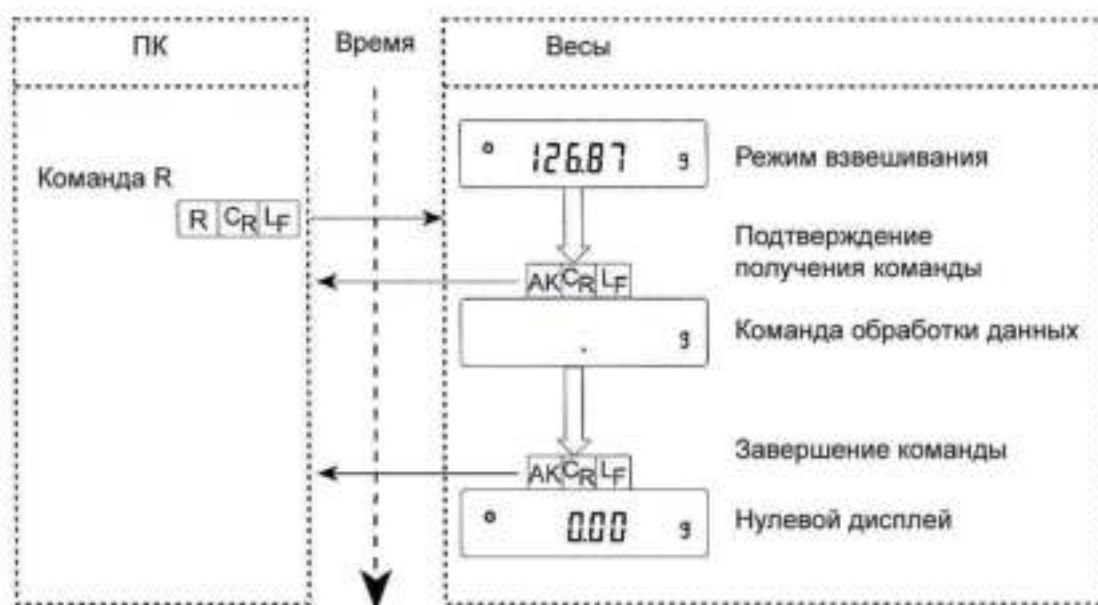 ПК
Время
Весы
126.87 g
Режим взвешивания
Команда R
R CR LF
Подтверждение
получения команды
AK CR LF
. g
Команда обработки данных
Завершение команды
AK CR LF
0.00 g
Нулевой дисплей